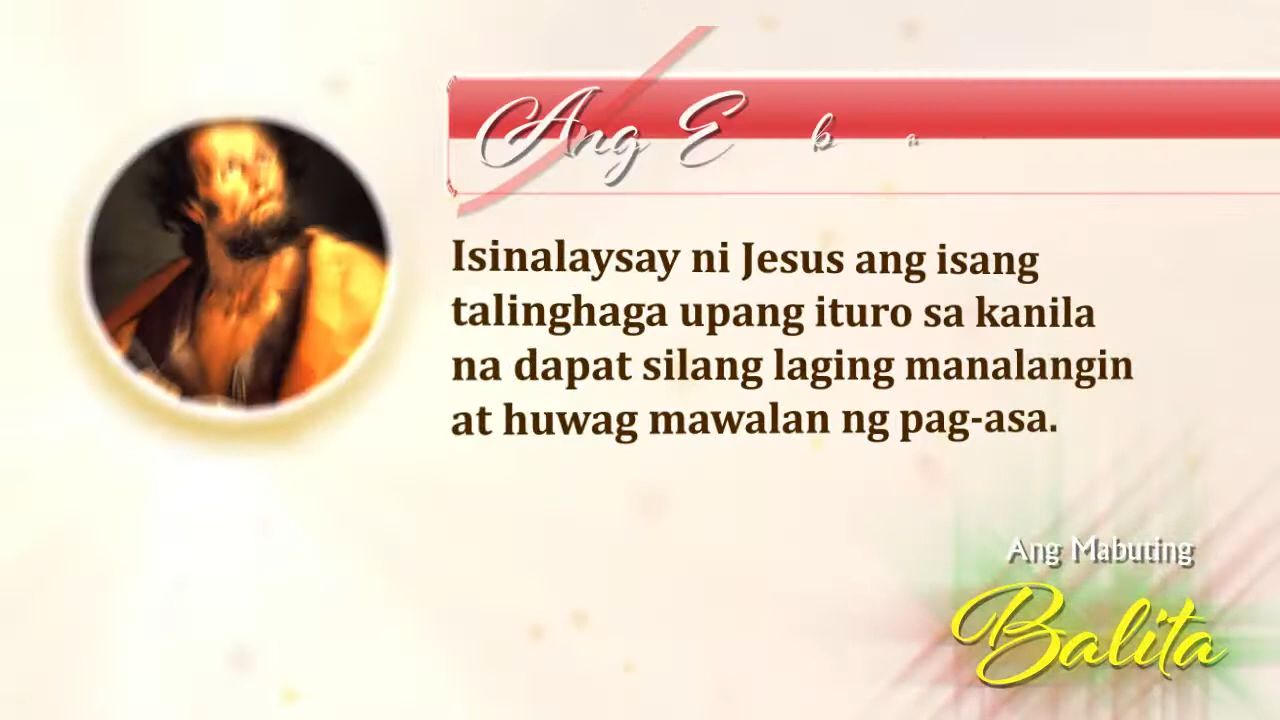 Ang E
Isinalaysay ni Jesus ang isang
talinghaga upang ituro sa kanila
na dapat silang laging manalangin
at huwag mawalan ng pag-asa.
Ang Mabuting
Balita